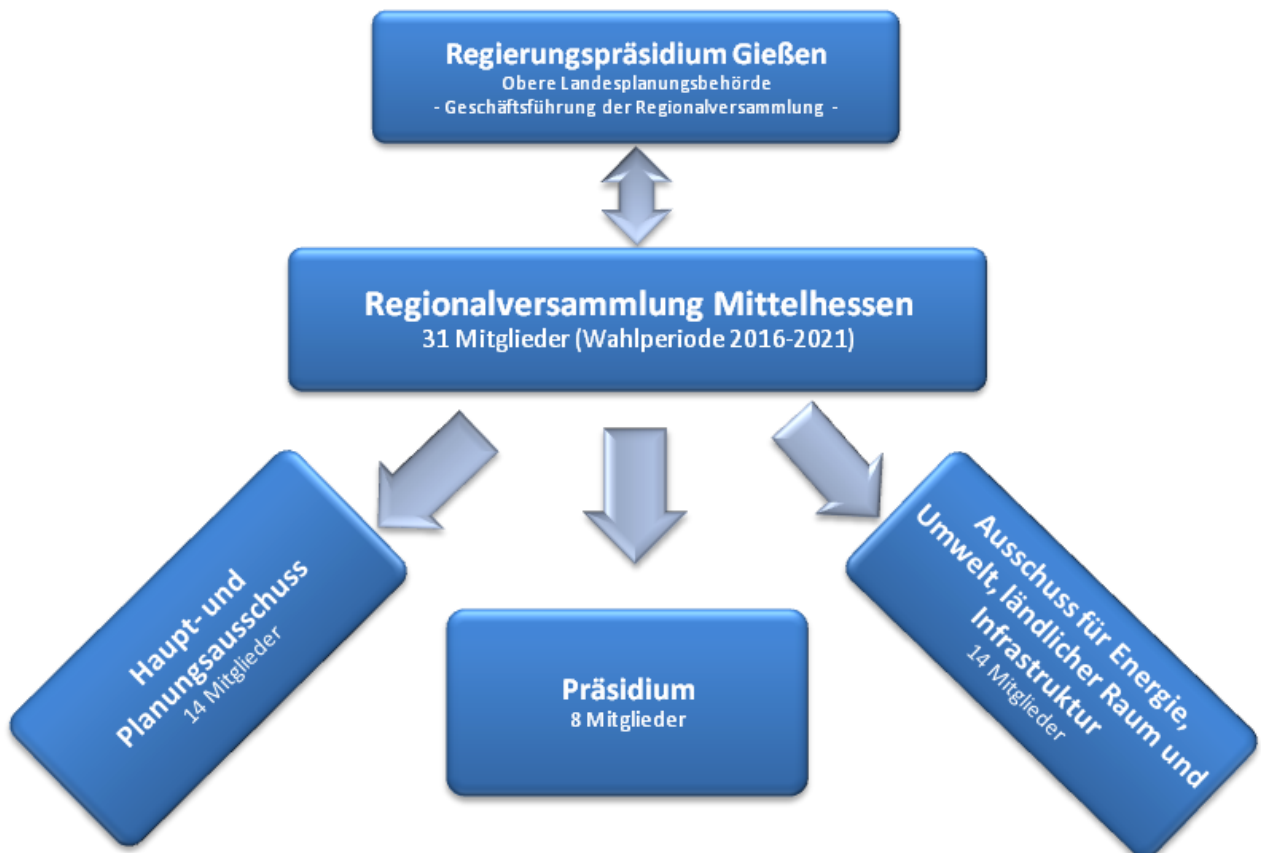 Regierungspräsidium Gießen
Obere Landesplanungsbehörde
- Geschäftsführung der Regionalversammlung -
Regionalversammlung Mittelhessen
31 Mitglieder (Wahlperiode 2016-2021)
Haupt- und
Planungsausschuss
14 Mitglieder
Präsidium
8 Mitglieder
Ausschuss für Energie,
Umwelt, ländlicher Raum und
Infrastruktur
14 Mitglieder